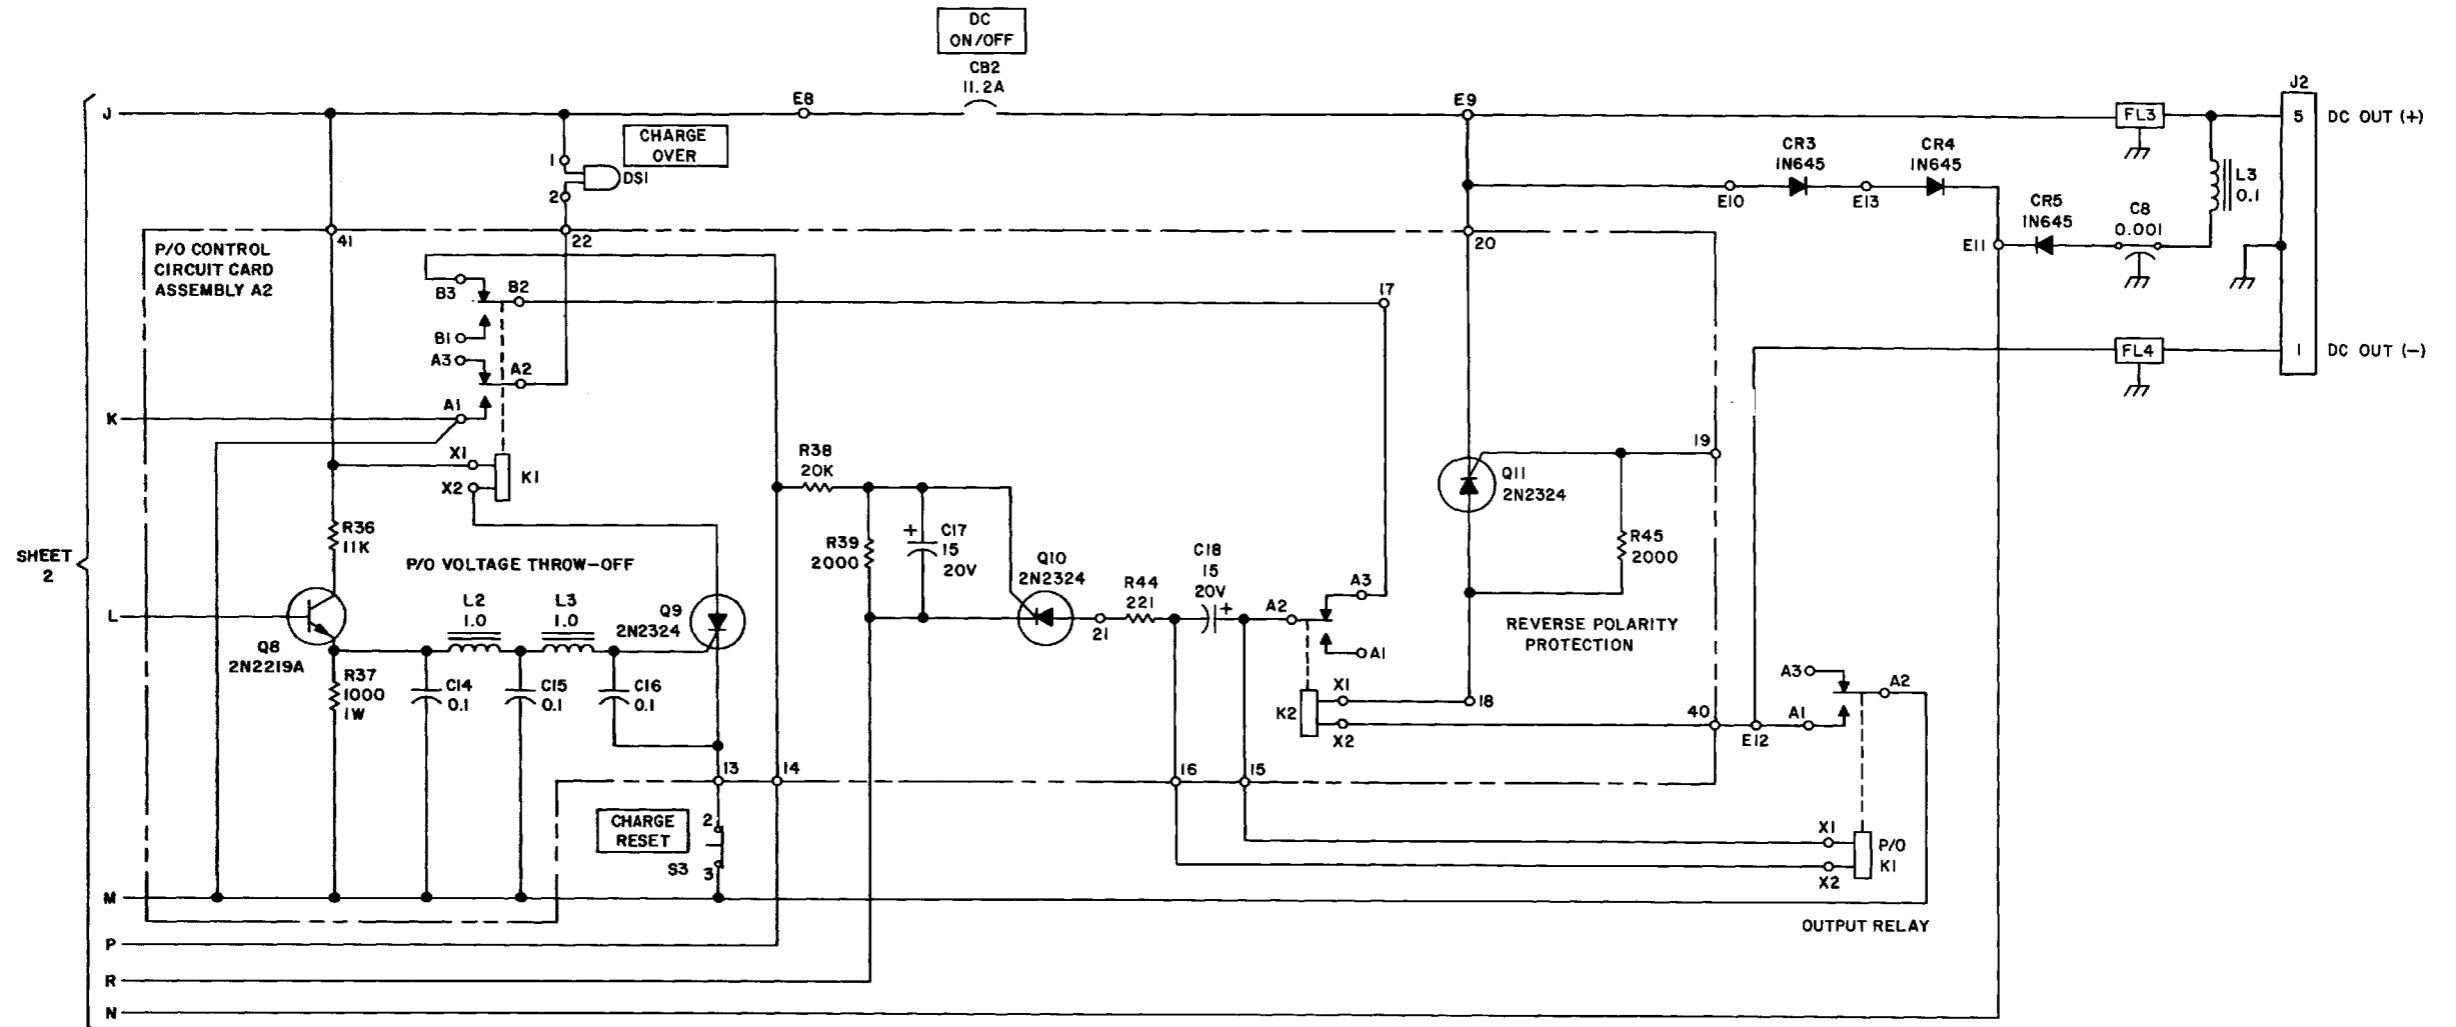 DC
ON/OFF
CB2
11.2A
J
E8
E9
J2
FL3
5
DC OUT (+)
CHARGE
OVER
1
DS1
2
CR3
1N645
CR4
1N645
E10
E13
L3
0.1
CR5
1N645
C8
0.001
E11
41
22
20
P/O CONTROL
CIRCUIT CARD
ASSEMBLY A2
B3
B2
17
B1
A3
A2
FL4
1
DC OUT (-)
A1
K
X1
X2
K1
R38
20K
19
Q11
2N2324
R36
11K
R39
2000
C17
15
20V
+
R45
2000
SHEET
2
P/O VOLTAGE THROW-OFF
Q10
2N2324
C18
15
20V
+
R44
221
A3
L2
1.0
L3
1.0
Q9
2N2324
A2
L
21
A1
REVERSE POLARITY
PROTECTION
Q8
2N2219A
R37
1000
1W
C14
0.1
C15
0.1
C16
0.1
X1
18
K2
X2
A3
A2
40
E12
A1
13
14
16
15
CHARGE
RESET
2
S3
3
X1
P/O
K1
X2
M
OUTPUT RELAY
P
R
N